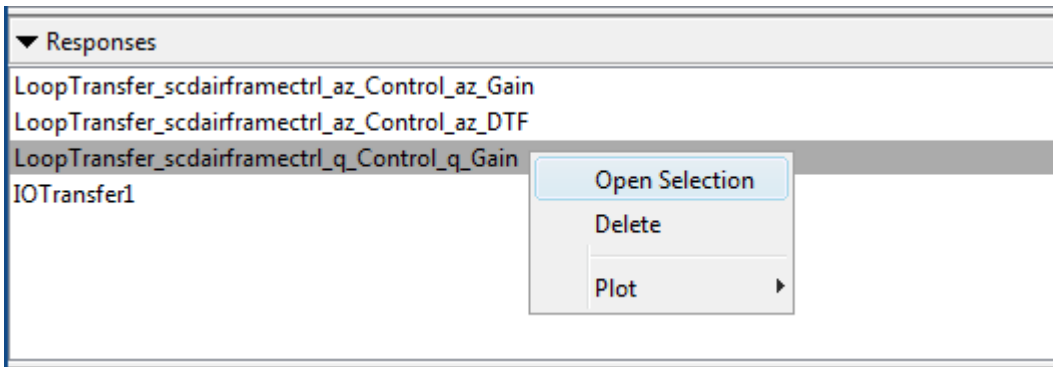 Responses
LoopTransfer_scdairframectrl_az_Control_az_Gain
LoopTransfer_scdairframectrl_az_Control_az_DTF
LoopTransfer_scdairframectrl_q_Control_q_Gain
IOTransfer1
Open Selection
Delete
Plot